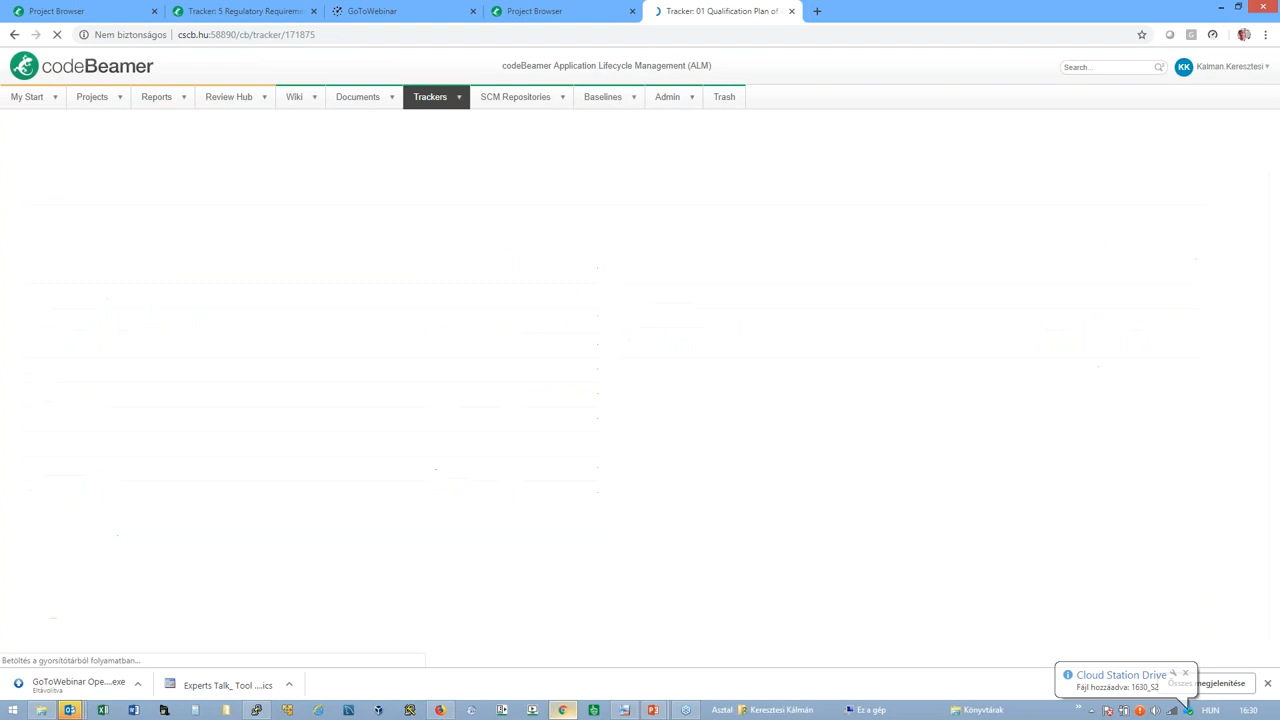 Project Browser
Tracker: 5 Regulatory Requireme
GoToWebinar
Project Browser
Tracker: 01 Qualification Plan of
Nem biztonságos | cscb.hu:58890/cb/tracker/171875
codeBeamer
codeBeamer Application Lifecycle Management (ALM)
Search...
KK Kalman.Keresztesi
My Start
Projects
Reports
Review Hub
Wiki
Documents
Trackers
SCM Repositories
Baselines
Admin
Trash
Betöltés a gyorsítótárból folyamatban...
GoToWebinar Ope....exe
Eltávolítva
Experts Talk_ Tool ....ics
Cloud Station Drive
Fájl hozzáadva: 1630_S2
Összes megjelenítése
Asztal
Keresztesi Kálmán
Ez a gép
Könyvtárak
HUN
16:30